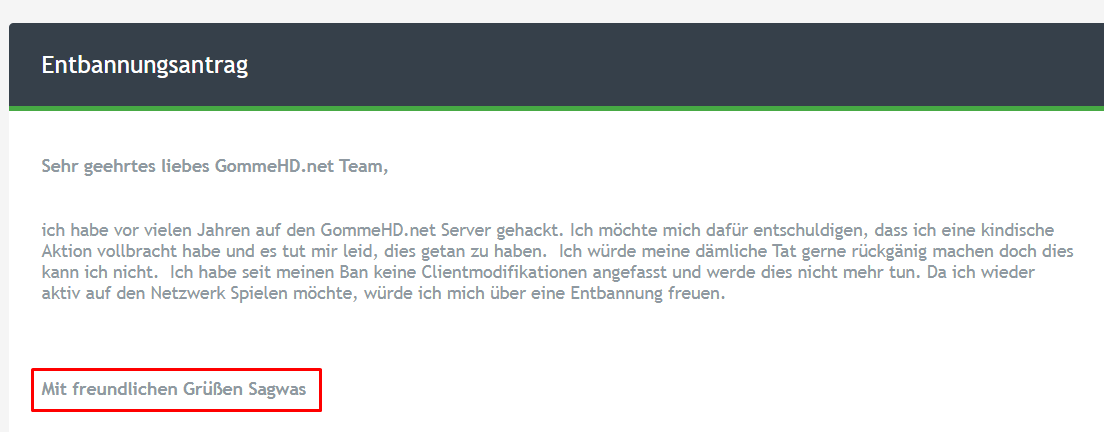 Entbannungsantrag
Sehr geehrtes liebes GommeHD.net Team,
ich habe vor vielen Jahren auf den GommeHD.net Server gehackt. Ich möchte mich dafür entschuldigen, dass ich eine kindische
Aktion vollbracht habe und es tut mir leid, dies getan zu haben.  Ich würde meine dämliche Tat gerne rückgänig machen doch dies
kann ich nicht.  Ich habe seit meinen Ban keine Clientmodifikationen angefasst und werde dies nicht mehr tun. Da ich wieder
aktiv auf den Netzwerk Spielen möchte, würde ich mich über eine Entbannung freuen.
Mit freundlichen Grüßen Sagwas